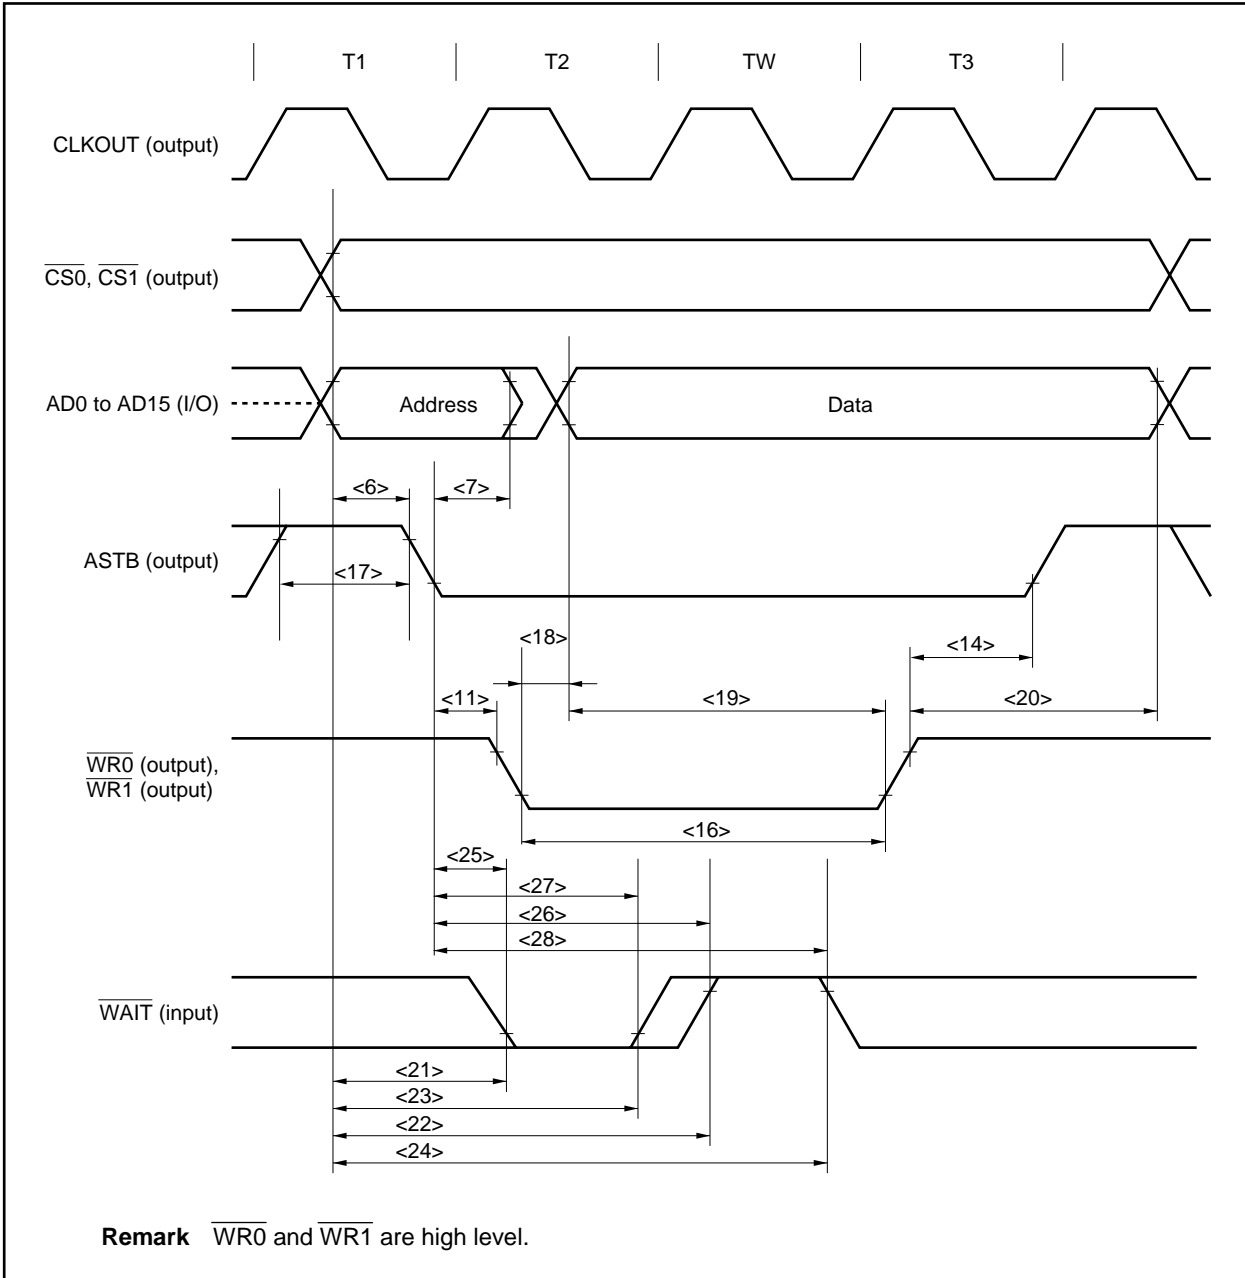 T1 T2 TW T3
CLKOUT (output)
CS0, CS1 (output)
AD0 to AD15 (I/O) Address Data
<6> <7>
ASTB (output)
<17>
<18>
<14>
<11> <19> <20>
WR0 (output),
WR1 (output)
<16>
<25>
<27>
<26>
<28>
WAIT (input)
<21>
<23>
<22>
<24>
Remark WR0 and WR1 are high level.